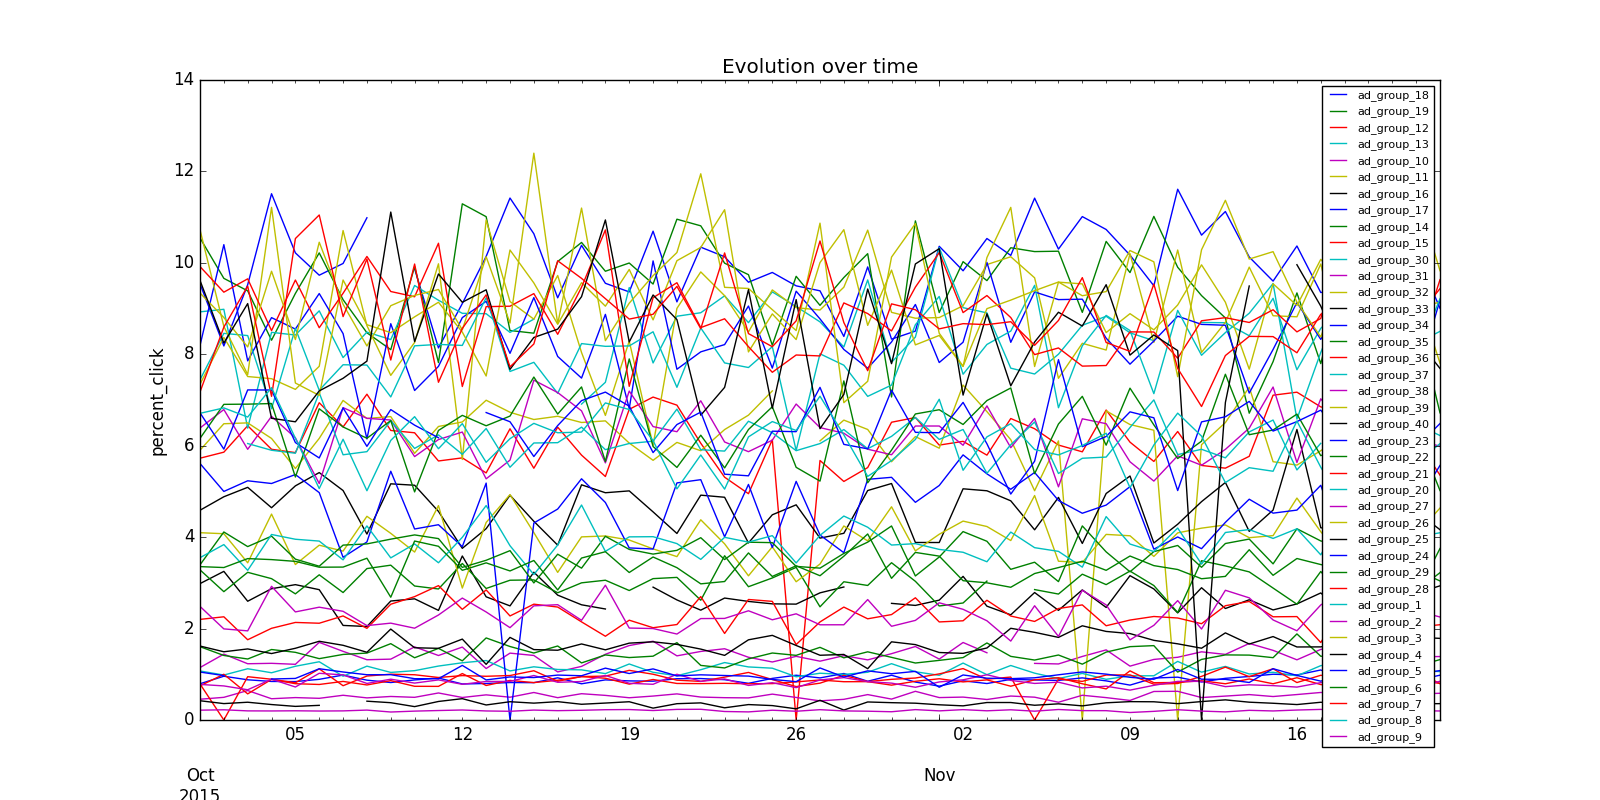 Evolution over time
percent_click
14
12
10
8
6
4
2
0
05
12
19
26
02
09
16
Oct
2015
Nov
ad_group_18
ad_group_19
ad_group_12
ad_group_13
ad_group_10
ad_group_11
ad_group_16
ad_group_17
ad_group_14
ad_group_15
ad_group_30
ad_group_31
ad_group_32
ad_group_33
ad_group_34
ad_group_35
ad_group_36
ad_group_37
ad_group_38
ad_group_39
ad_group_40
ad_group_23
ad_group_22
ad_group_21
ad_group_20
ad_group_27
ad_group_26
ad_group_25
ad_group_24
ad_group_29
ad_group_28
ad_group_1
ad_group_2
ad_group_3
ad_group_4
ad_group_5
ad_group_6
ad_group_7
ad_group_8
ad_group_9